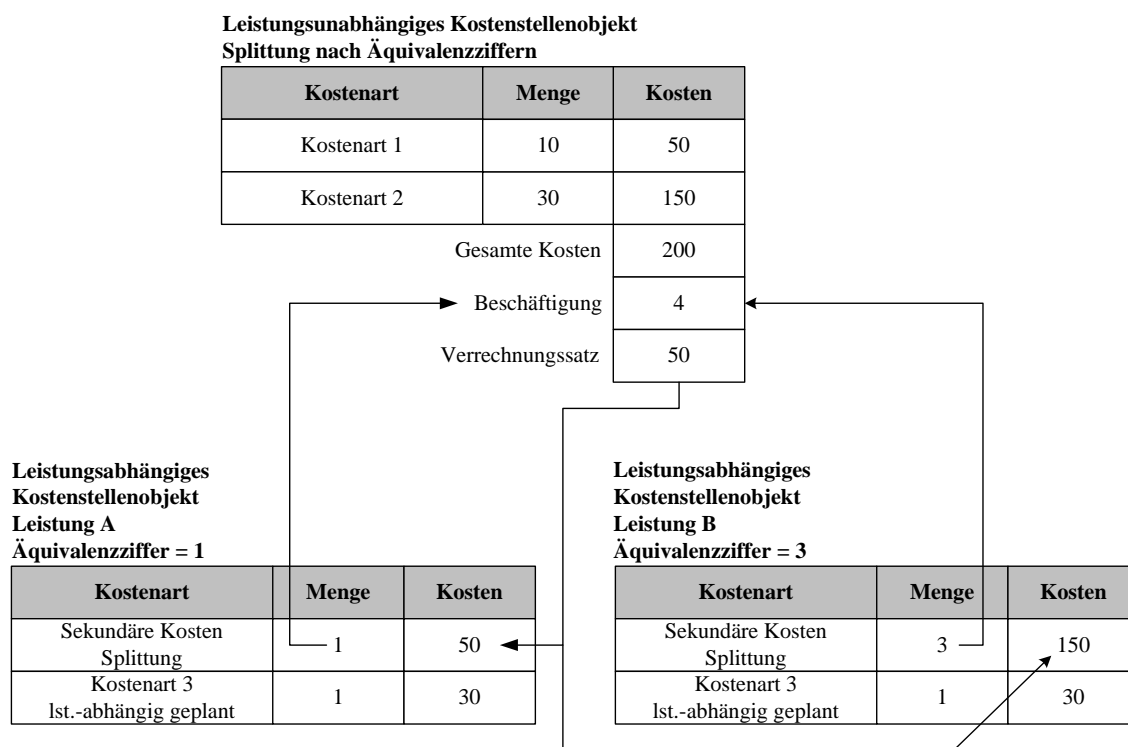 Leistungsunabhängiges Kostenstellenobjekt
Splittung nach Äquivalenzziffern
Kostenart Menge Kosten
Kostenart 1 10 50
Kostenart 2 30 150
Gesamte Kosten 200
Beschäftigung 4
Verrechnungssatz 50
Leistungsabhängiges
Kostenstellenobjekt
Leistung A
Äquivalenzziffer = 1
Kostenart Menge Kosten
Sekundäre Kosten
Splittung 1 50
Kostenart 3
lst.-abhängig geplant 1 30
Leistungsabhängiges
Kostenstellenobjekt
Leistung B
Äquivalenzziffer = 3
Kostenart Menge Kosten
Sekundäre Kosten
Splittung 3 150
Kostenart 3
lst.-abhängig geplant 1 30